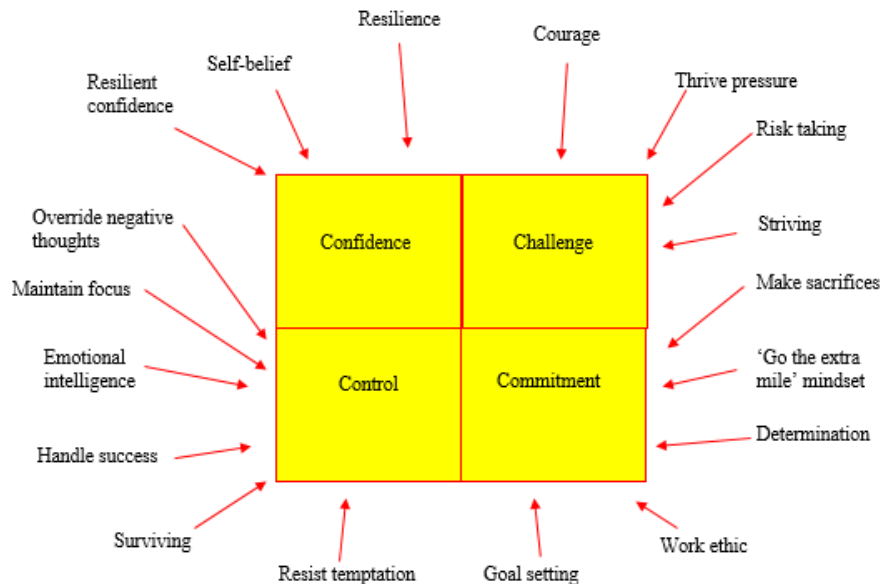 Resilience
Courage
Self-belief
Thrive pressure
Resilient
confidence
Risk taking
Override negative
thoughts
Confidence
Challenge
Striving
Maintain focus
Make sacrifices
Emotional
intelligence
Control
Commitment
‘Go the extra
mile’ mindset
Handle success
Determination
Surviving
Work ethic
Resist temptation
Goal setting